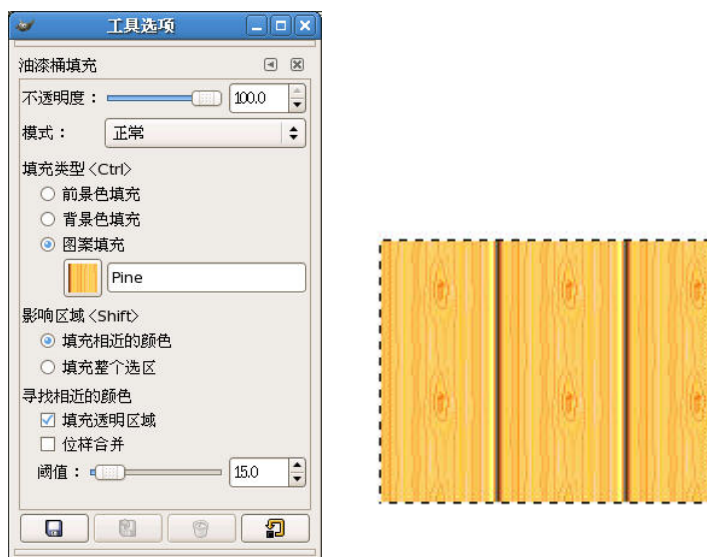 工具选项
油漆桶填充
不透明度： 100.0
模式： 正常
填充类型〈Ctrl〉
前景色填充
背景色填充
图案填充
Pine
影响区域〈Shift〉
填充相近的颜色
填充整个选区
寻找相近的颜色
填充透明区域
位样合并
阈值： 15.0